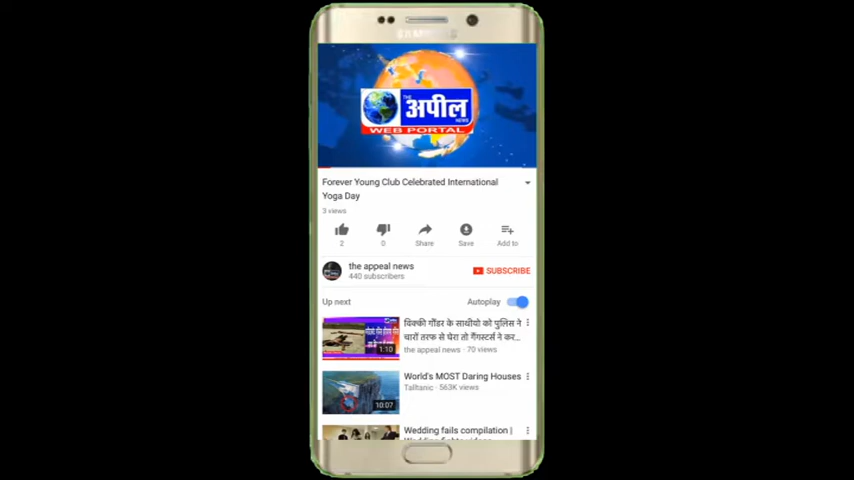 SAMSUNG
THE
अपील
NEWS
WEB PORTAL
Forever Young Club Celebrated International
Yoga Day
3 views
2
0
Share
Save
Add to
the appeal news
SUBSCRIBE
440 subscribers
Up next
Autoplay
विक्की गौंडर के साथीयो को पुलिस ने
चारों तरफ से घेरा तो गैंगस्टर्स ने कर...
the appeal news · 70 views
1:10
World's MOST Daring Houses
Talltanic · 563K views
10:07
Wedding fails compilation |